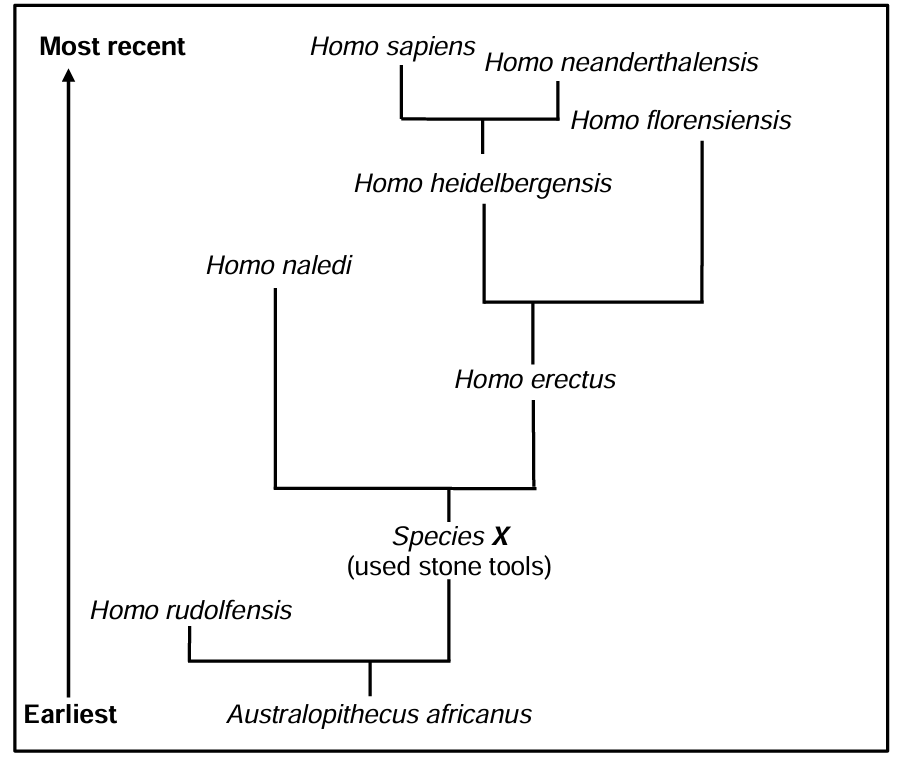 Most recent
Homo sapiens
Homo neanderthalensis
Homo florensiensis
Homo heidelbergensis
Homo naledi
Homo erectus
Species X
(used stone tools)
Homo rudolfensis
Earliest
Australopithecus africanus